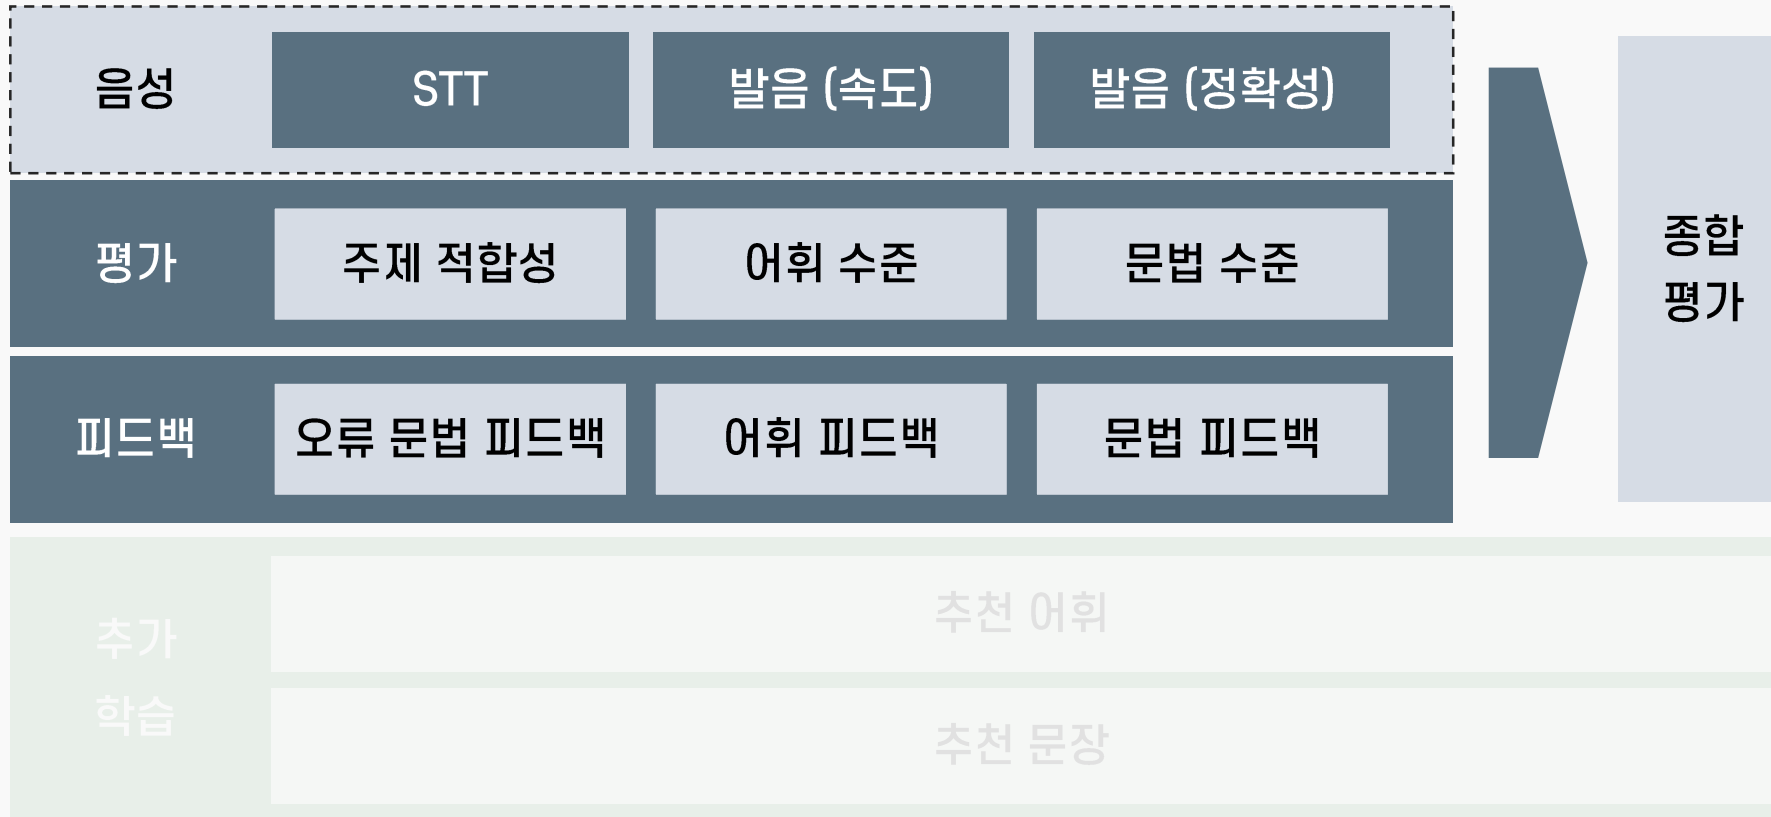 음성
STT
발음 (속도)
발음 (정확성)
평가
주제 적합성
어휘 수준
문법 수준
피드백
오류 문법 피드백
어휘 피드백
문법 피드백
종합
평가
추가
학습
추천 어휘
추천 문장